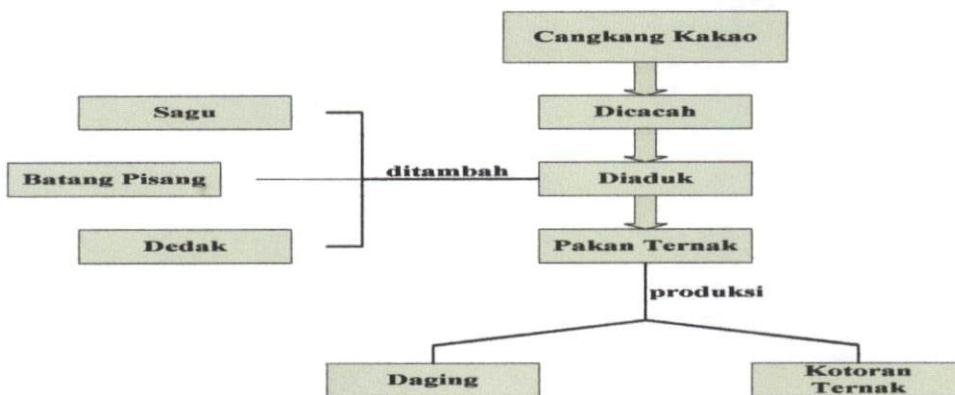 Cangkang Kakao
Dicacah
Sagu
ditambah
Batang Pisang
Diaduk
Dedak
Pakan Ternak
produksi
Daging
Kotoran
Ternak